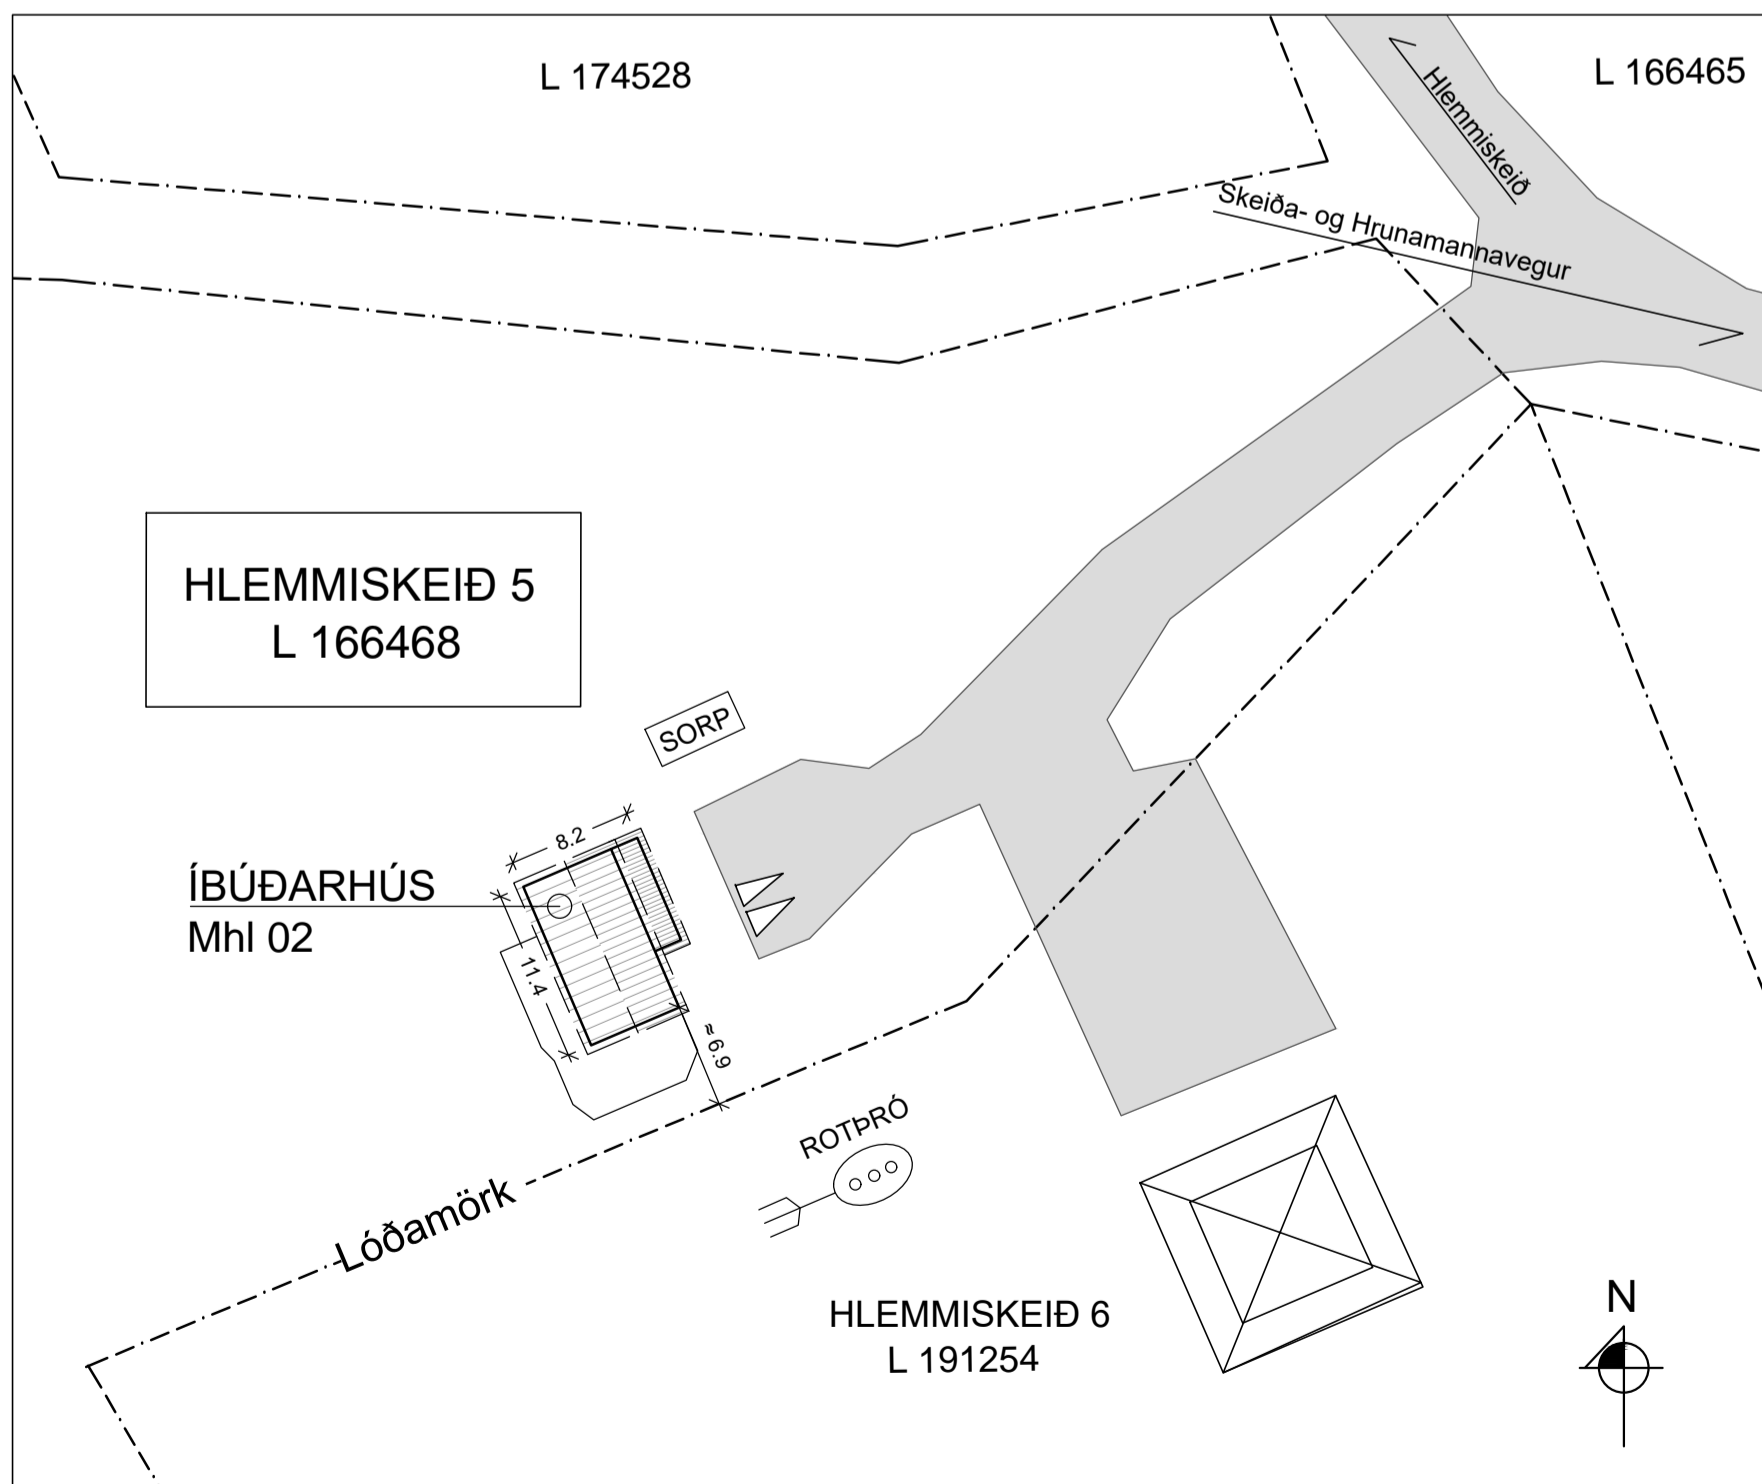 L 174528
L 166465
Hlemmiskeið
Skeiða- og Hrunamannavegur
HLEMMISKEIÐ 5
L 166468
SORP
8.2
ÍBÚÐARHÚS
Mhl 02
11.4
≈ 6.9
ROTÞRÓ
Lóðamörk
HLEMMISKEIÐ 6
L 191254
N